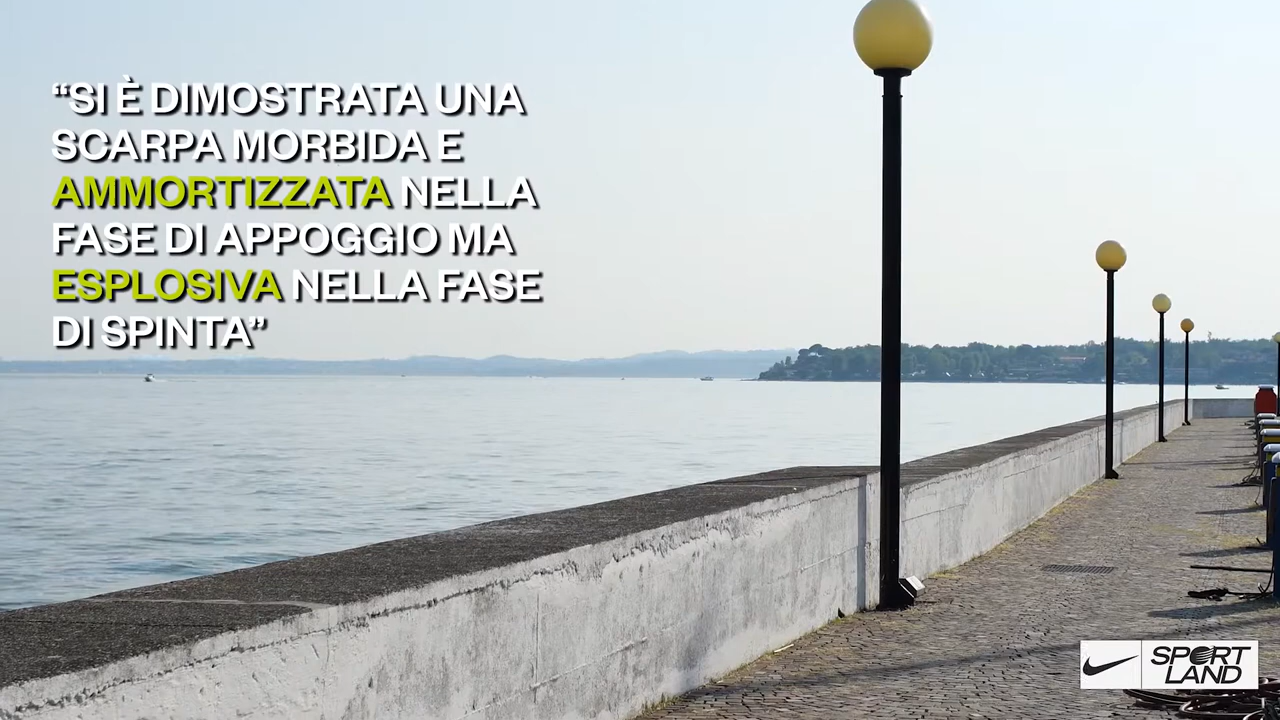 “SI È DIMOSTRATA UNA
SCARPA MORBIDA E
AMMORTIZZATA NELLA
FASE DI APPOGGIO MA
ESPLOSIVA NELLA FASE
DI SPINTA”
SPORT
LAND